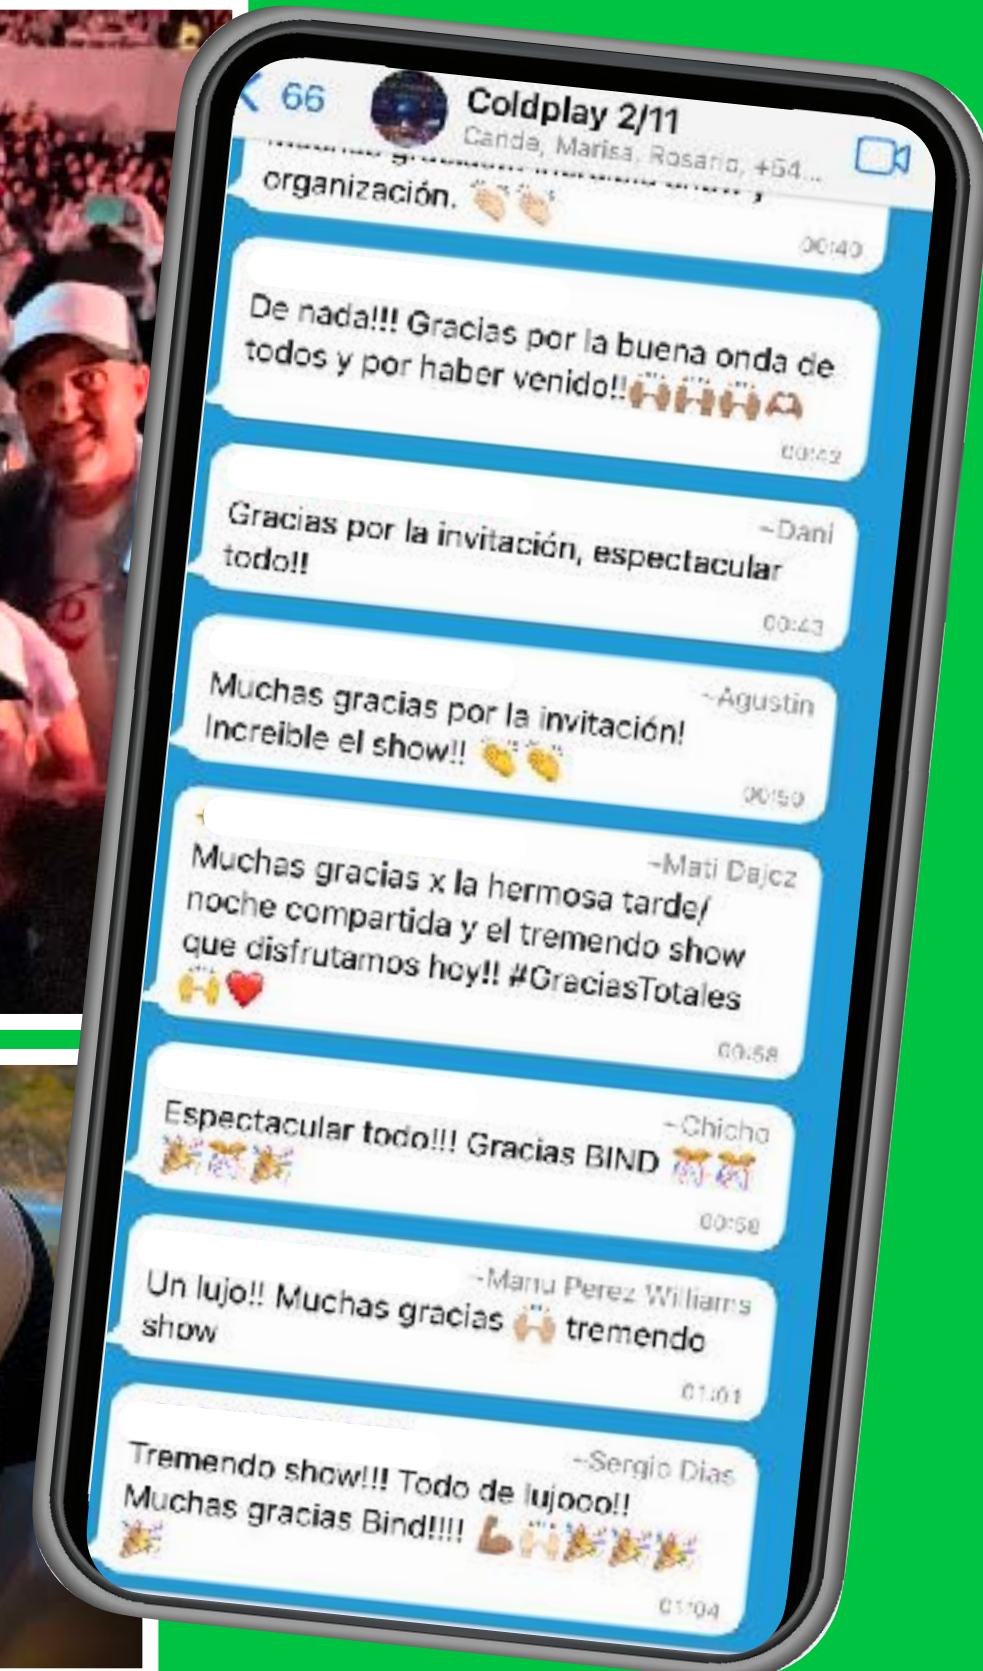 66
Coldplay 2/11
Cande, Marisa, Rosario, +54...
organización. 👏🏻👏🏻
00:40
De nada!!! Gracias por la buena onda de
todos y por haber venido!!🙌🏽🙌🏽🙌🏽🫶🏽
00:42
~Dani
Gracias por la invitación, espectacular
todo!!
00:43
~Agustin
Muchas gracias por la invitación!
Increible el show!! 👏👏
00:50
~Mati Dajcz
Muchas gracias x la hermosa tarde/
noche compartida y el tremendo show
que disfrutamos hoy!! #GraciasTotales
🙌❤️
00:58
~Chicho
Espectacular todo!!! Gracias BIND 🎊🎊
🎉🎊🎉
00:58
~Manu Perez Williams
Un lujo!! Muchas gracias 🙌🏼 tremendo
show
01:01
~Sergio Dias
Tremendo show!!! Todo de lujooo!!
Muchas gracias Bind!!!! 💪🏾🙌🏻🎉🎉🎉
🎉
01:04